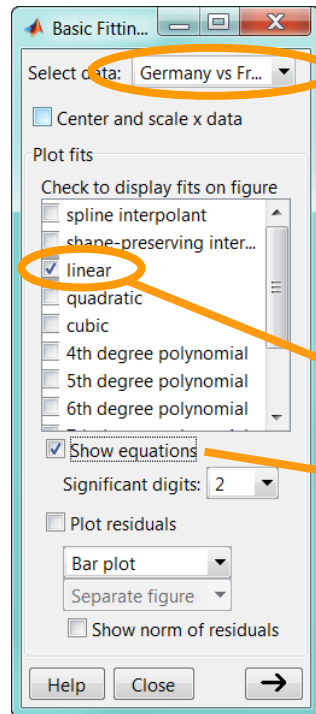 Basic Fittin...
Select data: Germany vs Fr...
Center and scale x data
Plot fits
Check to display fits on figure
spline interpolant
shape-preserving inter...
linear
quadratic
cubic
4th degree polynomial
5th degree polynomial
6th degree polynomial
Show equations
Significant digits: 2
Plot residuals
Bar plot
Separate figure
Show norm of residuals
Help Close →